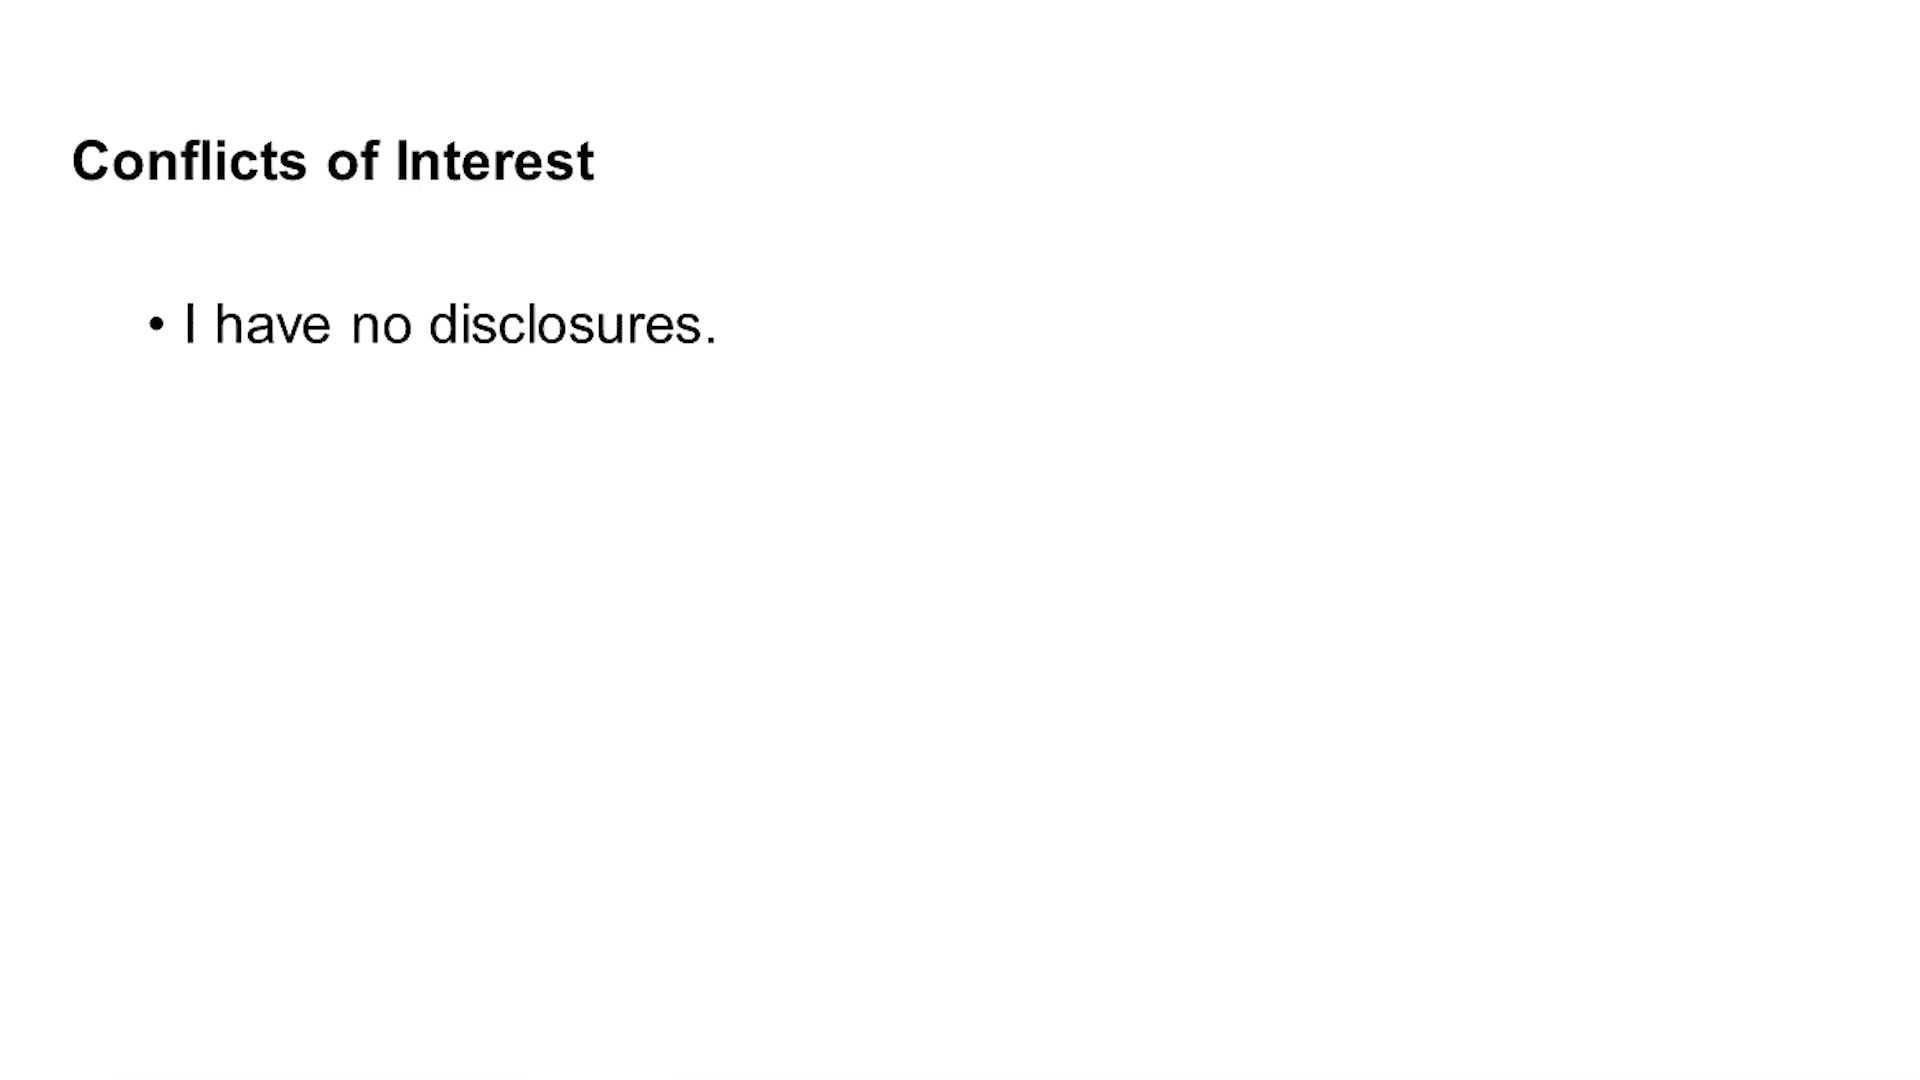 Conflicts of Interest
• I have no disclosures.